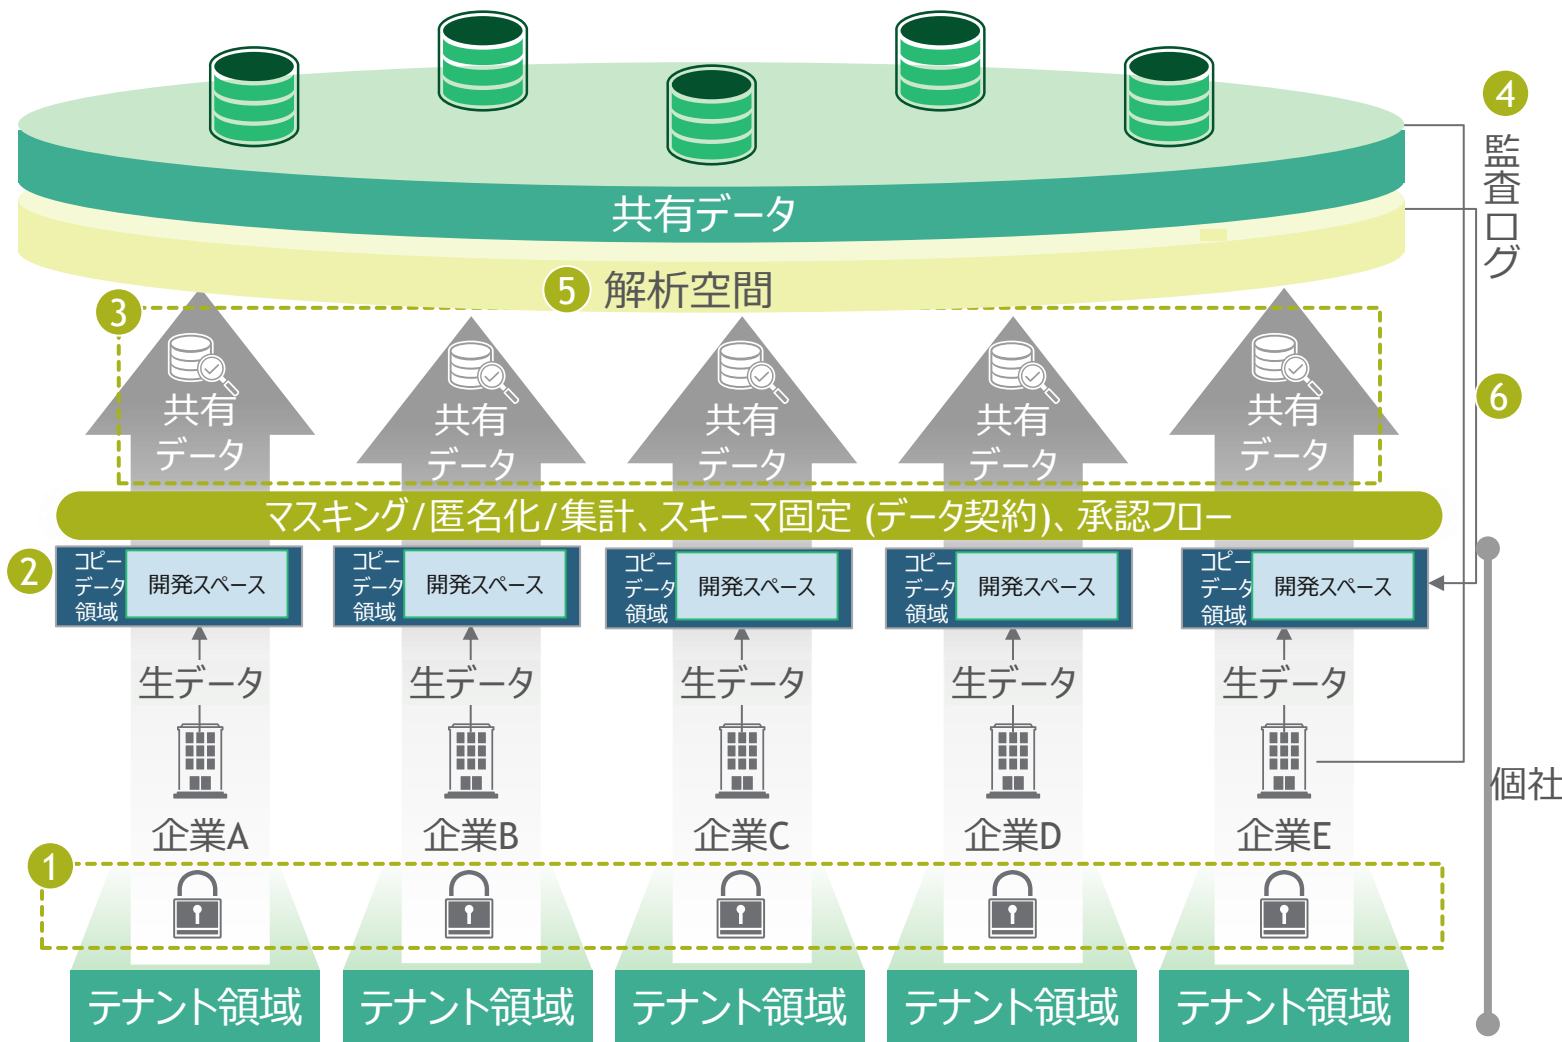 4
監査ログ
共有データ
5 解析空間
3
共有
データ
共有
データ
共有
データ
共有
データ
共有
データ
6
マスキング/匿名化/集計、スキーマ固定 (データ契約)、承認フロー
2
コピー
データ
領域
開発スペース
コピー
データ
領域
開発スペース
コピー
データ
領域
開発スペース
コピー
データ
領域
開発スペース
コピー
データ
領域
開発スペース
生データ
生データ
生データ
生データ
生データ
個社
企業A
企業B
企業C
企業D
企業E
1
テナント領域
テナント領域
テナント領域
テナント領域
テナント領域